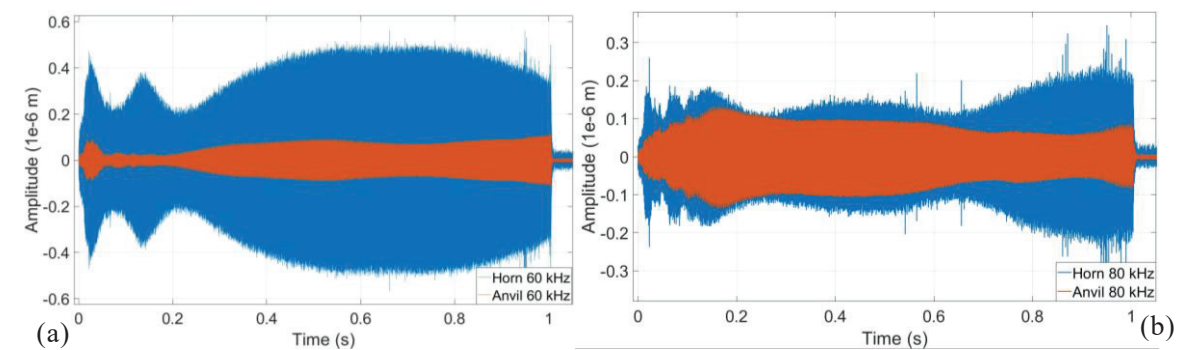 0.6
0.4
0.2
0
-0.2
-0.4
-0.6
Amplitude (1e-6 m)
Horn 60 kHz
Anvil 60 kHz
0 0.2 0.4 0.6 0.8 1
Time (s)
(a)
0.3
0.2
0.1
0
-0.1
-0.2
-0.3
Amplitude (1e-6 m)
Horn 80 kHz
Anvil 80 kHz
0 0.2 0.4 0.6 0.8 1
Time (s)
(b)